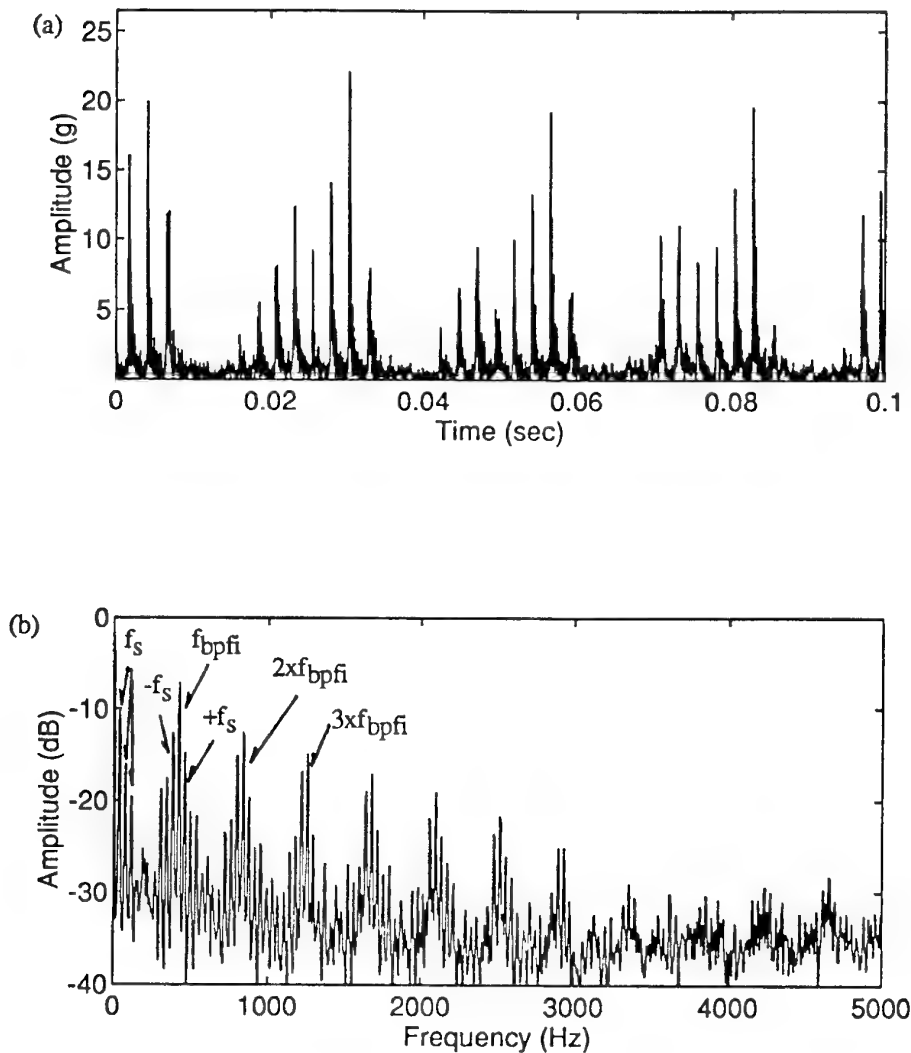 (a)
25
20
15
10
5
Amplitude (g)
0
0.02
0.04
0.06
0.08
0.1
Time (sec)
(b)
0
-10
-20
-30
-40
Amplitude (dB)
fs
-fs
fbpfi
+fs
2xfbpfi
3xfbpfi
0
1000
2000
3000
4000
5000
Frequency (Hz)